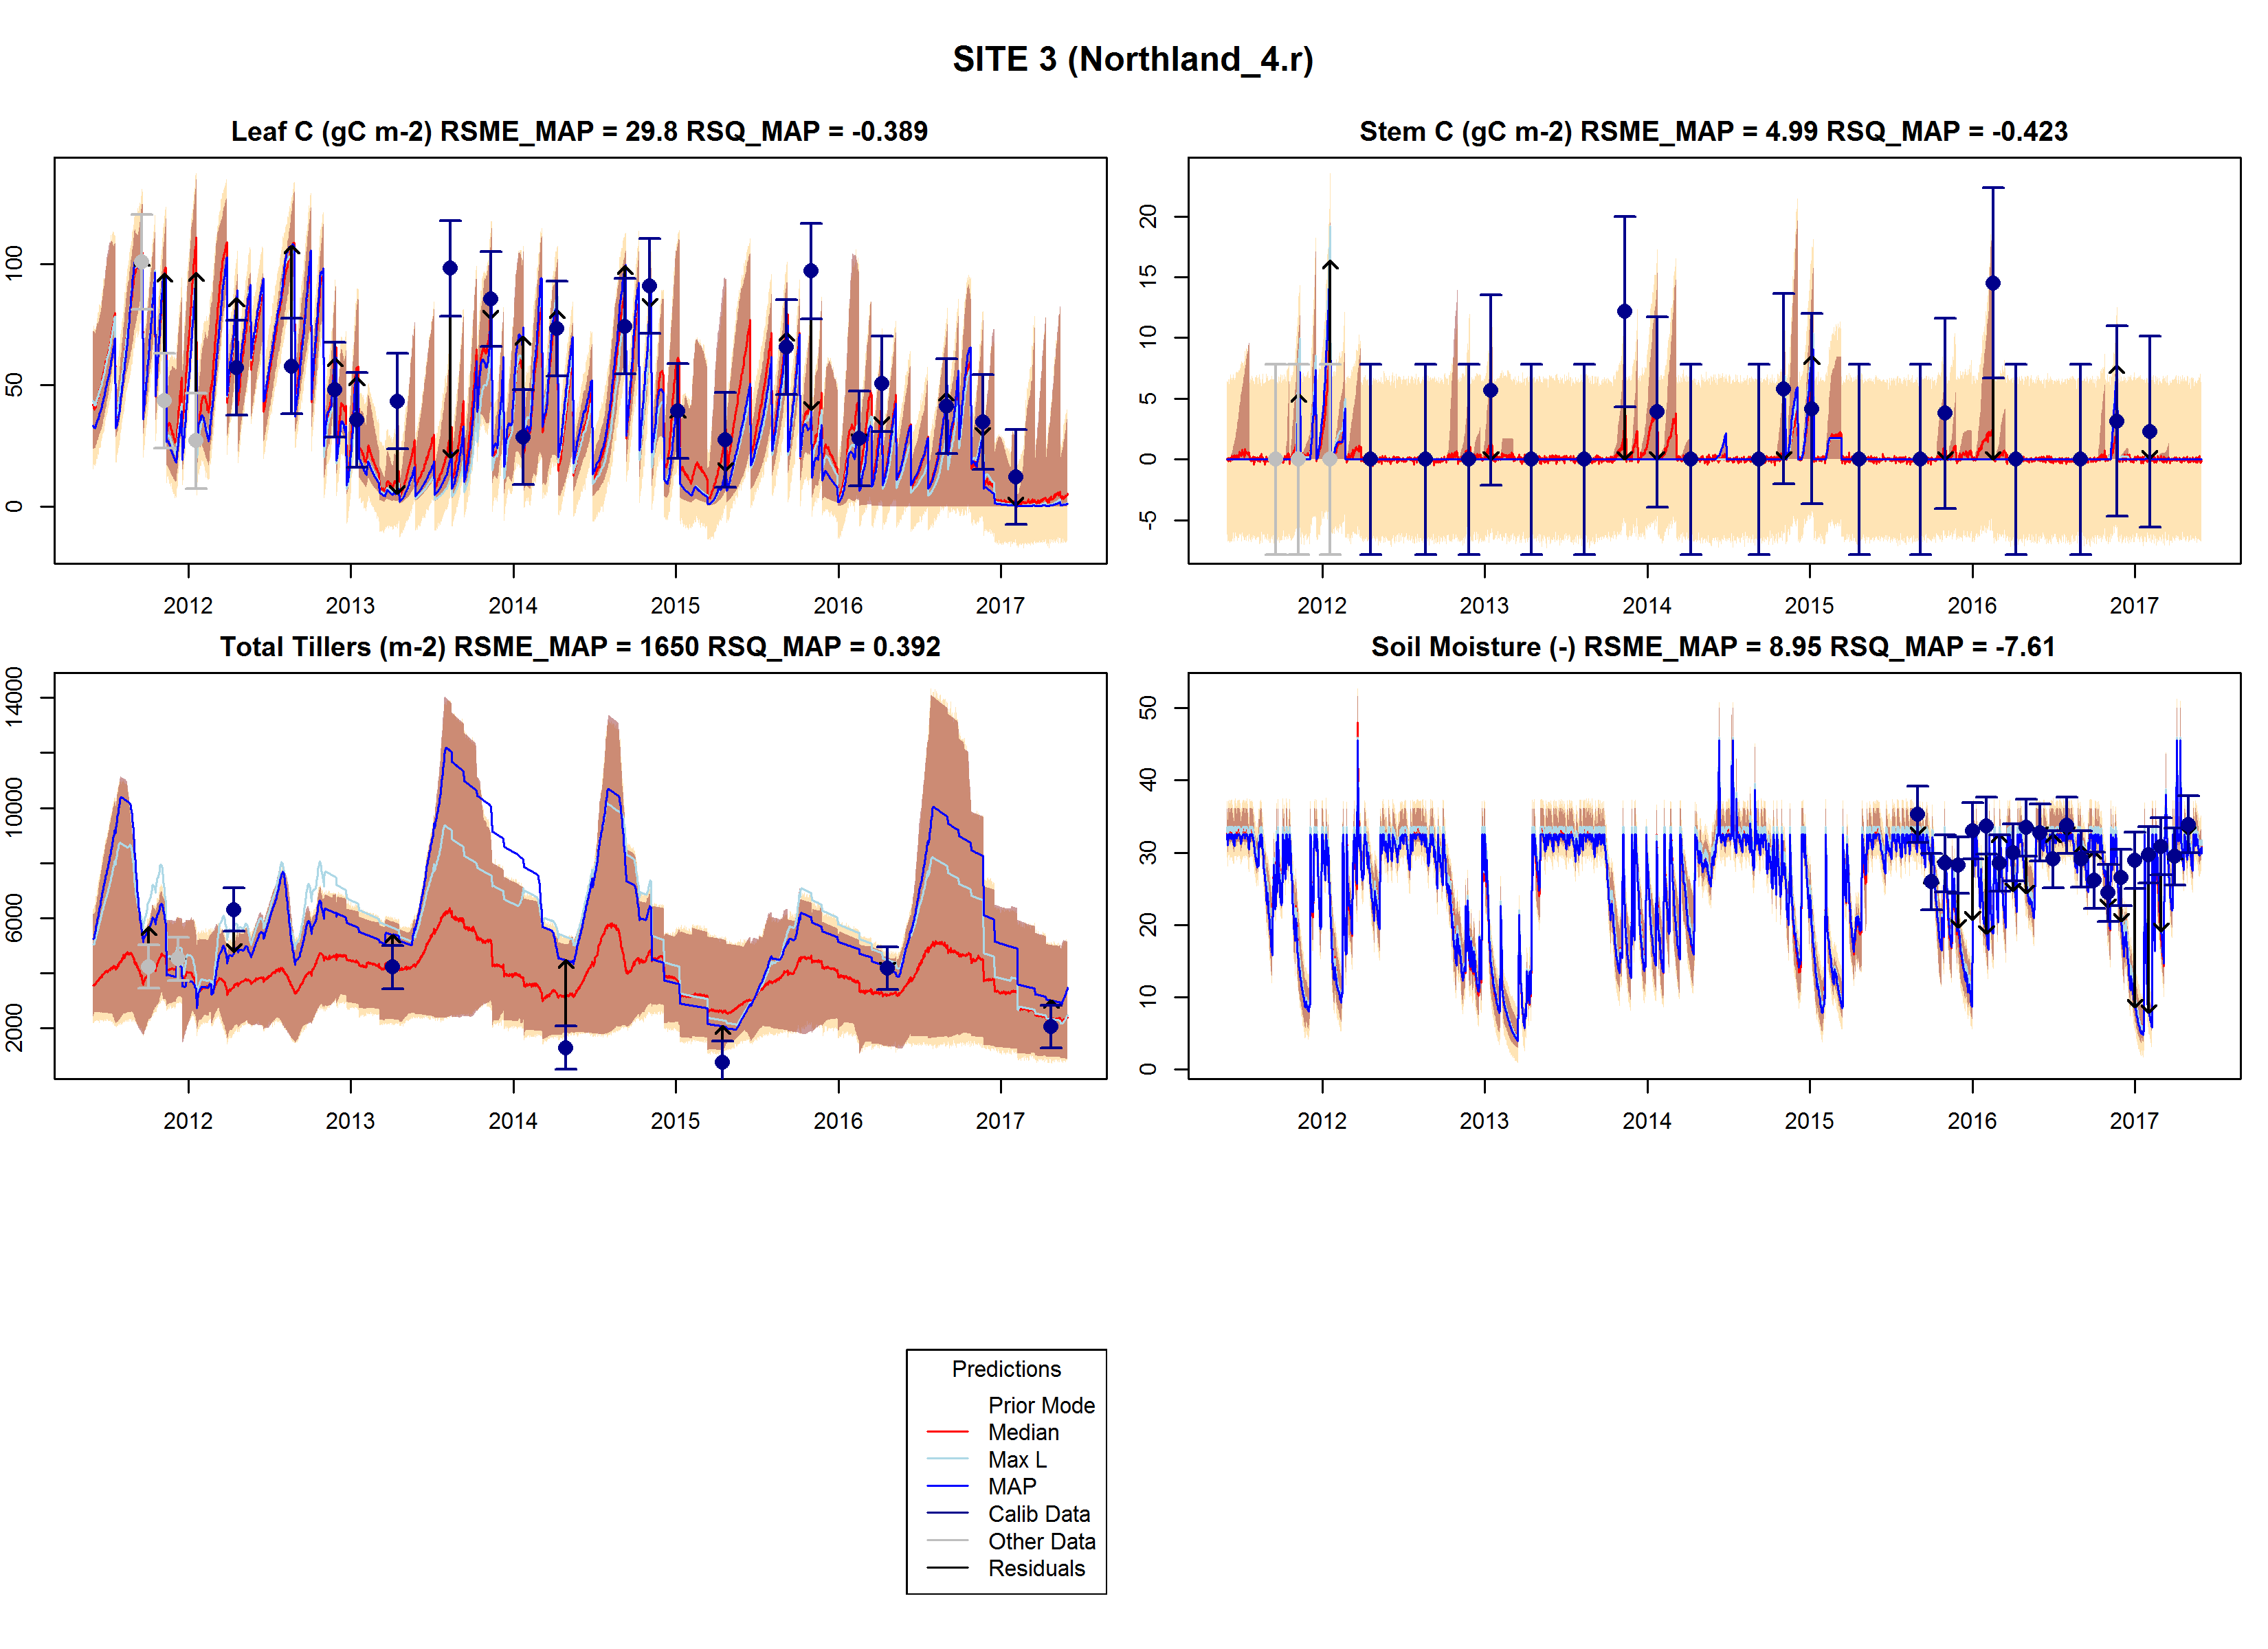 SITE 3 (Northland_4.r)
Leaf C (gC m-2) RSME_MAP = 29.8 RSQ_MAP = -0.389
0 50 100
2012 2013 2014 2015 2016 2017
Stem C (gC m-2) RSME_MAP = 4.99 RSQ_MAP = -0.423
-5 0 5 10 15 20
2012 2013 2014 2015 2016 2017
Total Tillers (m-2) RSME_MAP = 1650 RSQ_MAP = 0.392
2000 6000 10000 14000
2012 2013 2014 2015 2016 2017
Soil Moisture (-) RSME_MAP = 8.95 RSQ_MAP = -7.61
0 10 20 30 40 50
2012 2013 2014 2015 2016 2017
Predictions
Prior Mode
Median
Max L
MAP
Calib Data
Other Data
Residuals